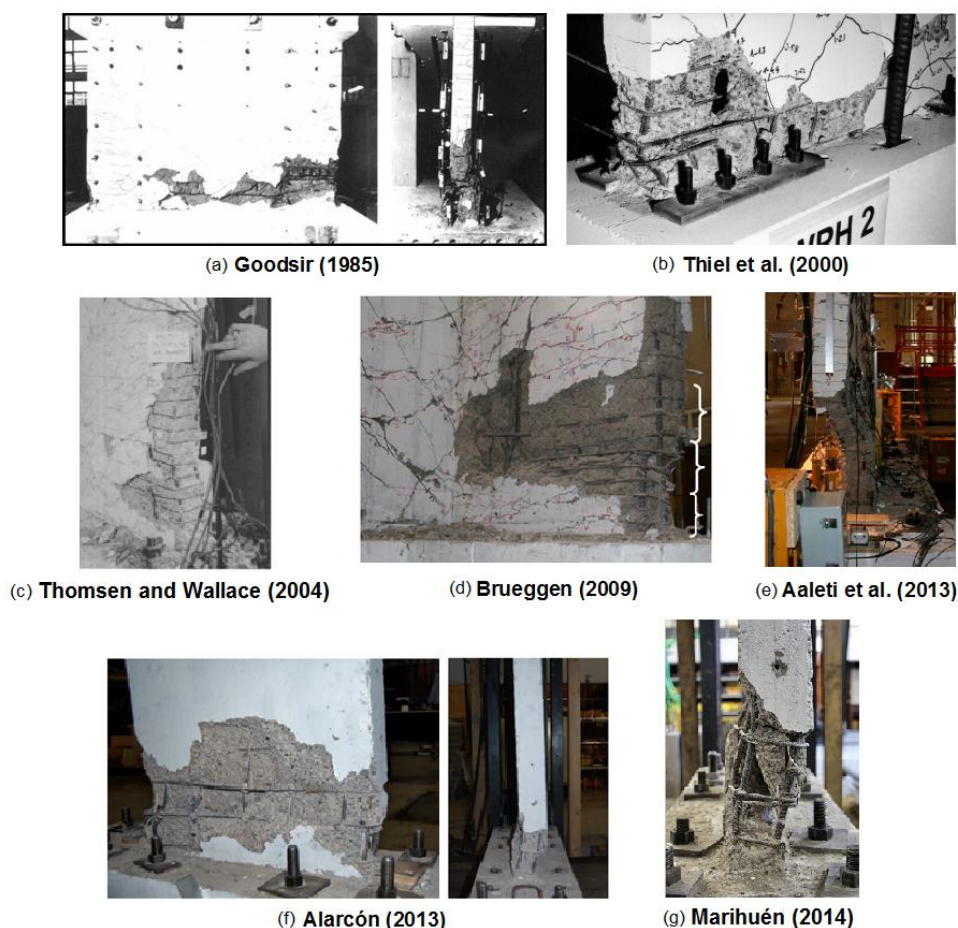 (a) Goodsir (1985)
WRH 2
(b) Thiel et al. (2000)
(c) Thomsen and Wallace (2004)
(d) Brueggen (2009)
(e) Aaleti et al. (2013)
(f) Alarcón (2013)
(g) Marihuén (2014)